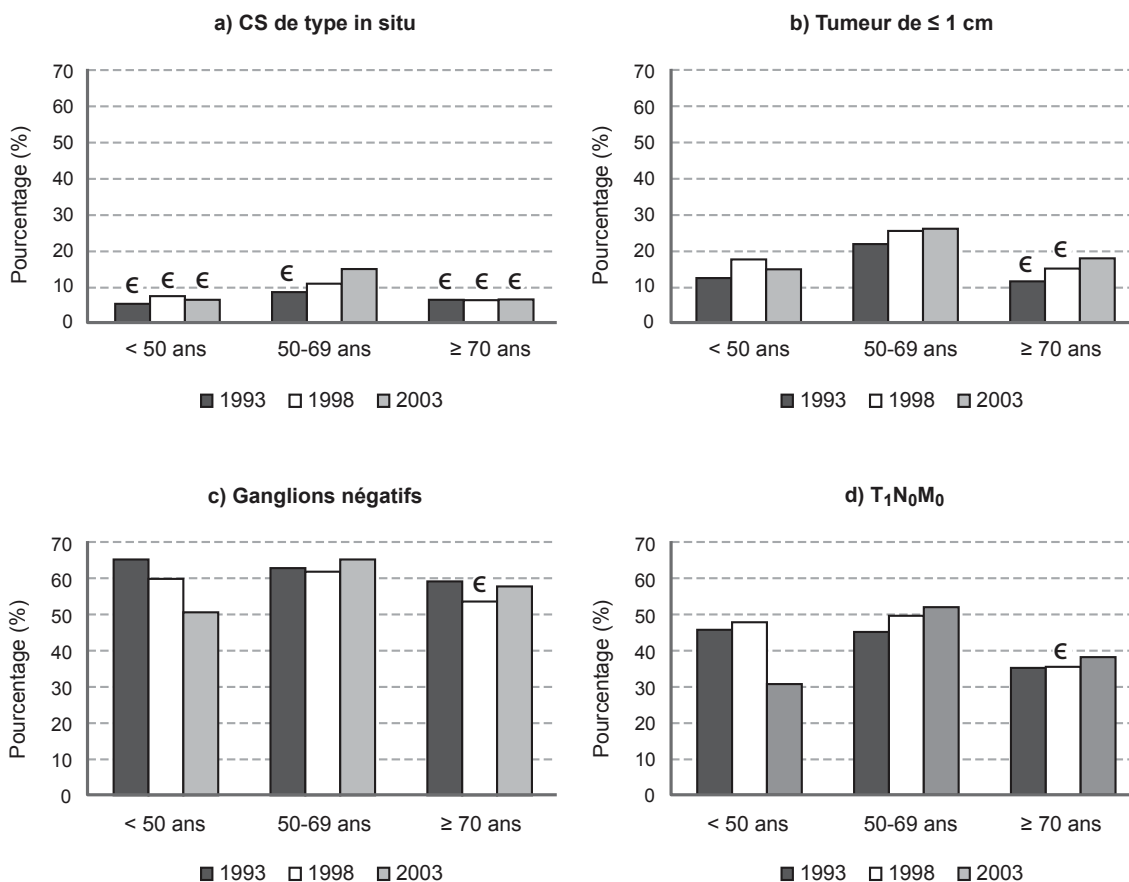 a) CS de type in situ
Pourcentage (%)
70
60
50
40
30
20
10
0
ϵ ϵ ϵ ϵ ϵ ϵ ϵ
< 50 ans 50-69 ans ≥ 70 ans
1993 1998 2003
b) Tumeur de ≤ 1 cm
Pourcentage (%)
70
60
50
40
30
20
10
0
ϵ ϵ
< 50 ans 50-69 ans ≥ 70 ans
1993 1998 2003
c) Ganglions négatifs
Pourcentage (%)
70
60
50
40
30
20
10
0
ϵ
< 50 ans 50-69 ans ≥ 70 ans
1993 1998 2003
d) T₁N₀M₀
Pourcentage (%)
70
60
50
40
30
20
10
0
ϵ
< 50 ans 50-69 ans ≥ 70 ans
1993 1998 2003